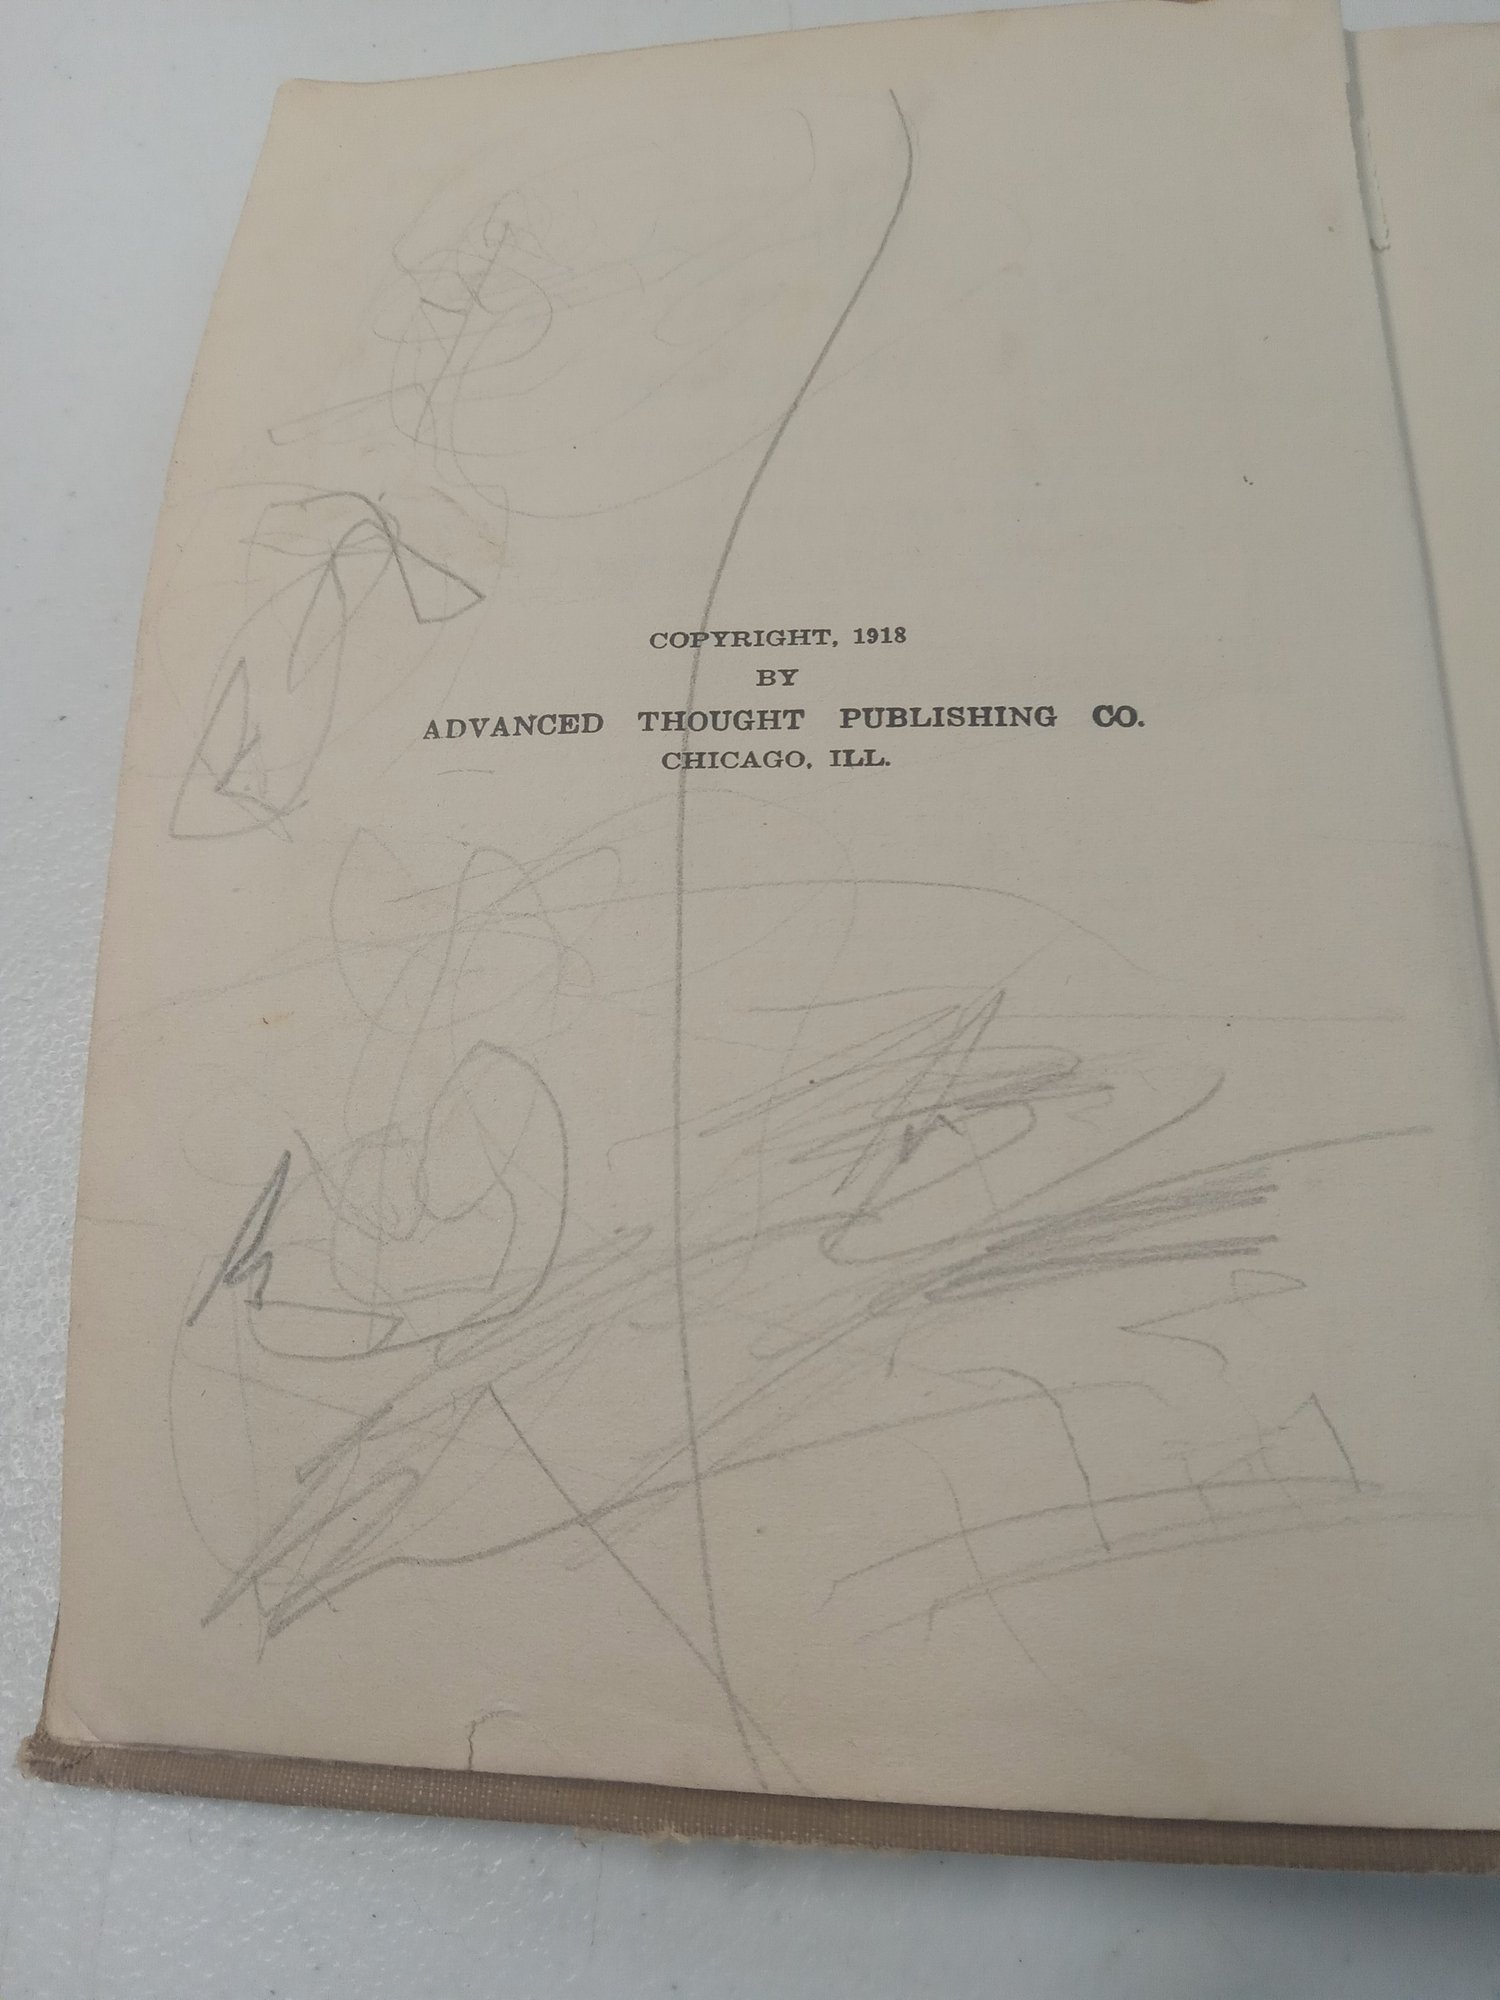 COPYRIGHT, 1918
BY
ADVANCED THOUGHT PUBLISHING CO.
CHICAGO, ILL.